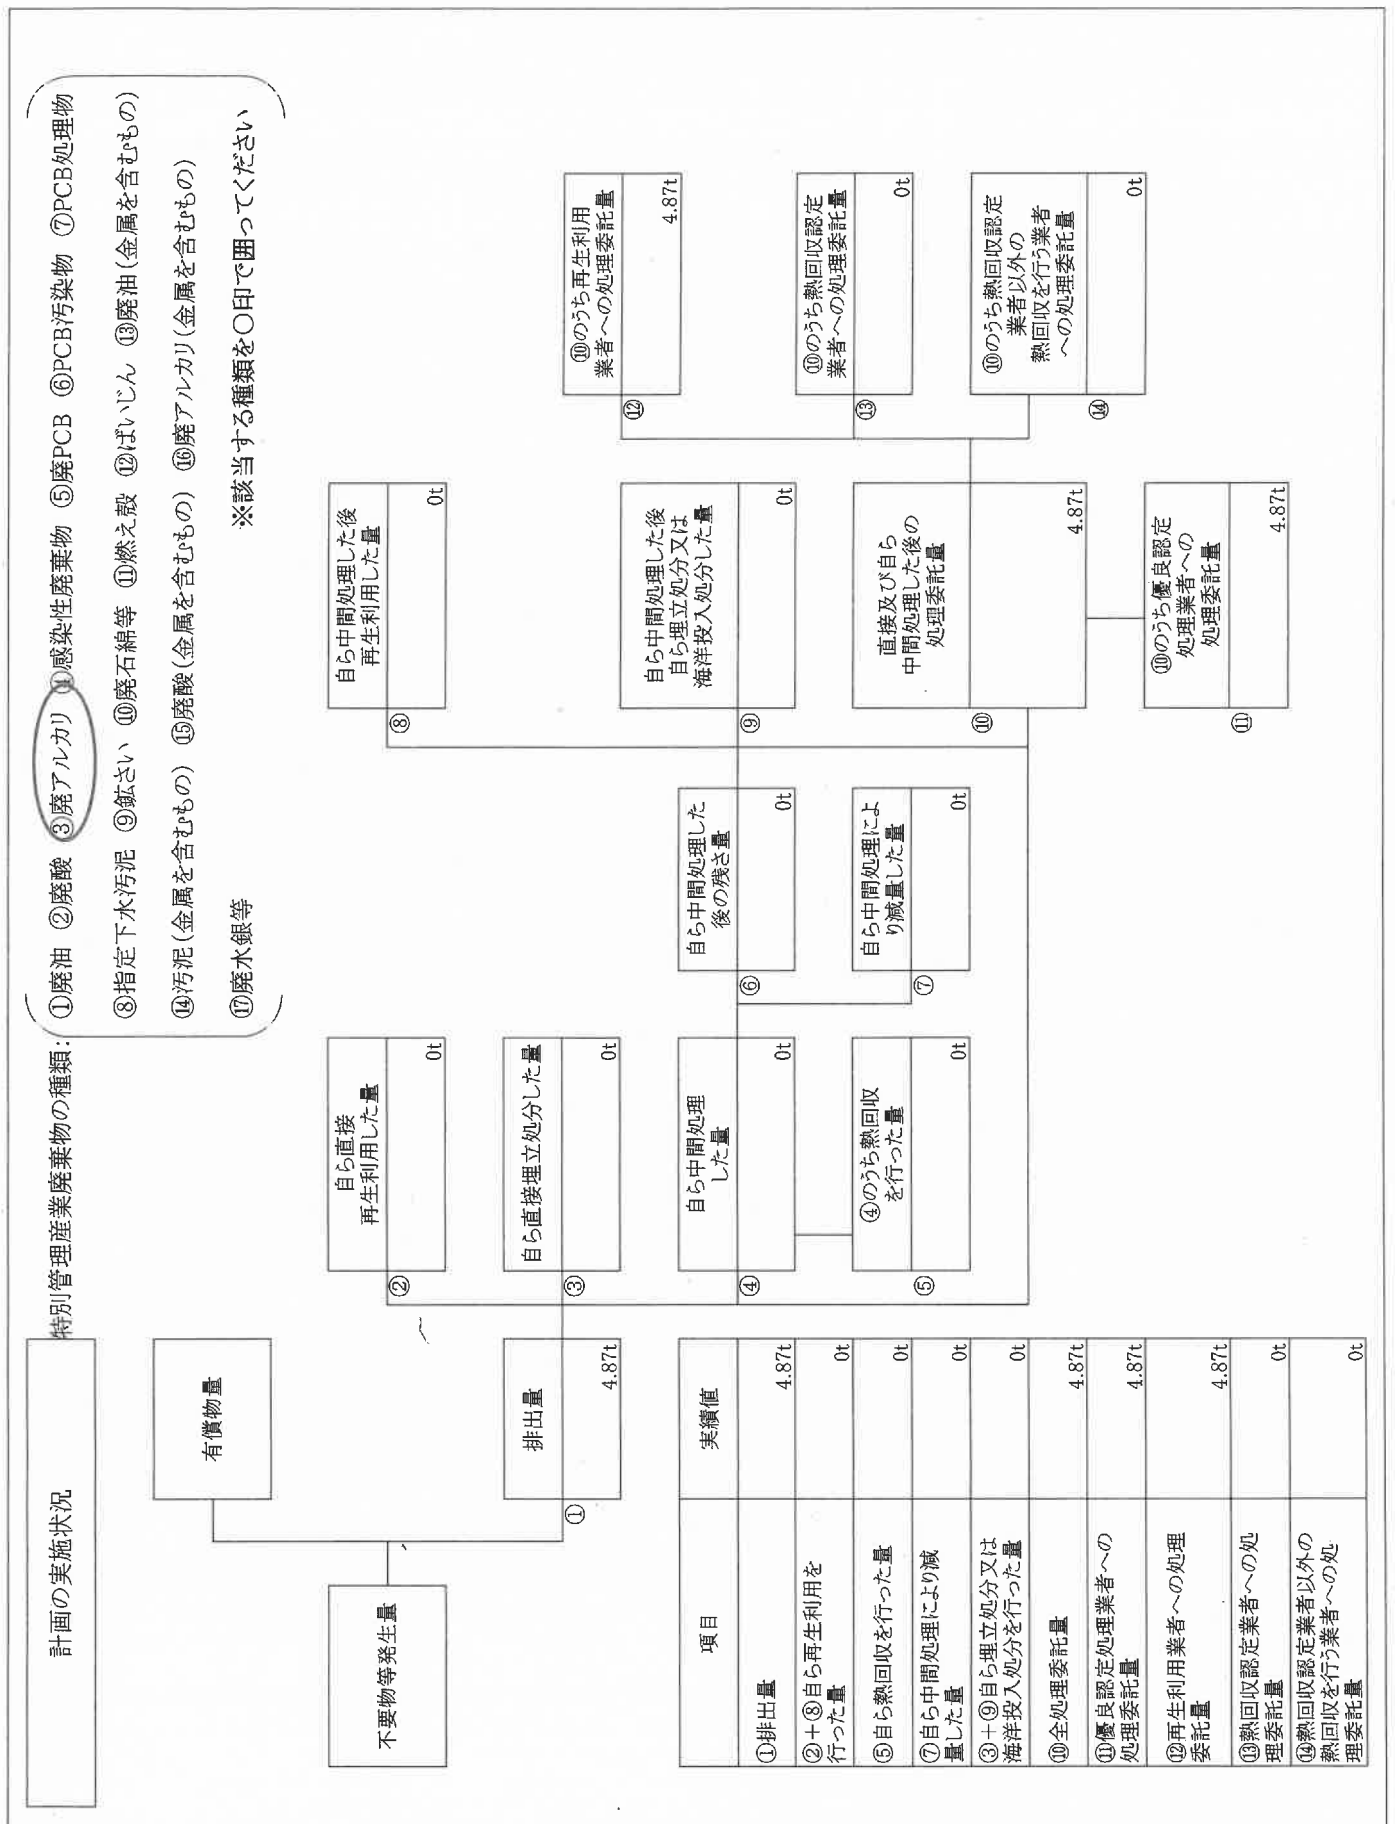 計画の実施状況
特別管理産業廃棄物の種類:
①廃油 ②廃酸 ③廃アルカリ ④感染性廃棄物 ⑤廃PCB ⑥PCB汚染物 ⑦PCB処理物
⑧指定下水汚泥 ⑨鉱さい ⑩廃石綿等 ⑪燃え殻 ⑫ばいじん ⑬廃油(金属を含むもの)
⑭汚泥(金属を含むもの) ⑮廃酸(金属を含むもの) ⑯廃アルカリ(金属を含むもの)
⑰廃水銀等 ※該当する種類を○印で囲ってください
不要物等発生量
有償物量
①
排出量
4.87t
②
自ら直接
再生利用した量
0t
③
自ら直接埋立処分した量
0t
④
自ら中間処理
した量
0t
⑤
④のうち熱回収
を行った量
0t
⑥
自ら中間処理した
後の残さ量
0t
⑦
自ら中間処理によ
り減量した量
0t
⑧
自ら中間処理した後
再生利用した量
0t
⑨
自ら中間処理した後
自ら埋立処分又は
海洋投入処分した量
0t
⑩
直接及び自ら
中間処理した後の
処理委託量
4.87t
⑪
⑩のうち優良認定
処理業者への
処理委託量
4.87t
⑫
⑩のうち再生利用
業者への処理委託量
4.87t
⑬
⑩のうち熱回収認定
業者への処理委託量
0t
⑭
⑩のうち熱回収認定
業者以外の
熱回収を行う業者
への処理委託量
0t
項目 実績値
①排出量 4.87t
②+⑧自ら再生利用を
行った量 0t
⑤自ら熱回収を行った量 0t
⑦自ら中間処理により減
量した量 0t
③+⑨自ら埋立処分又は
海洋投入処分を行った量 0t
⑩全処理委託量 4.87t
⑪優良認定処理業者への
処理委託量 4.87t
⑫再生利用業者への処理
委託量 4.87t
⑬熱回収認定業者への処
理委託量 0t
⑭熱回収認定業者以外の
熱回収を行う業者への処
理委託量 0t